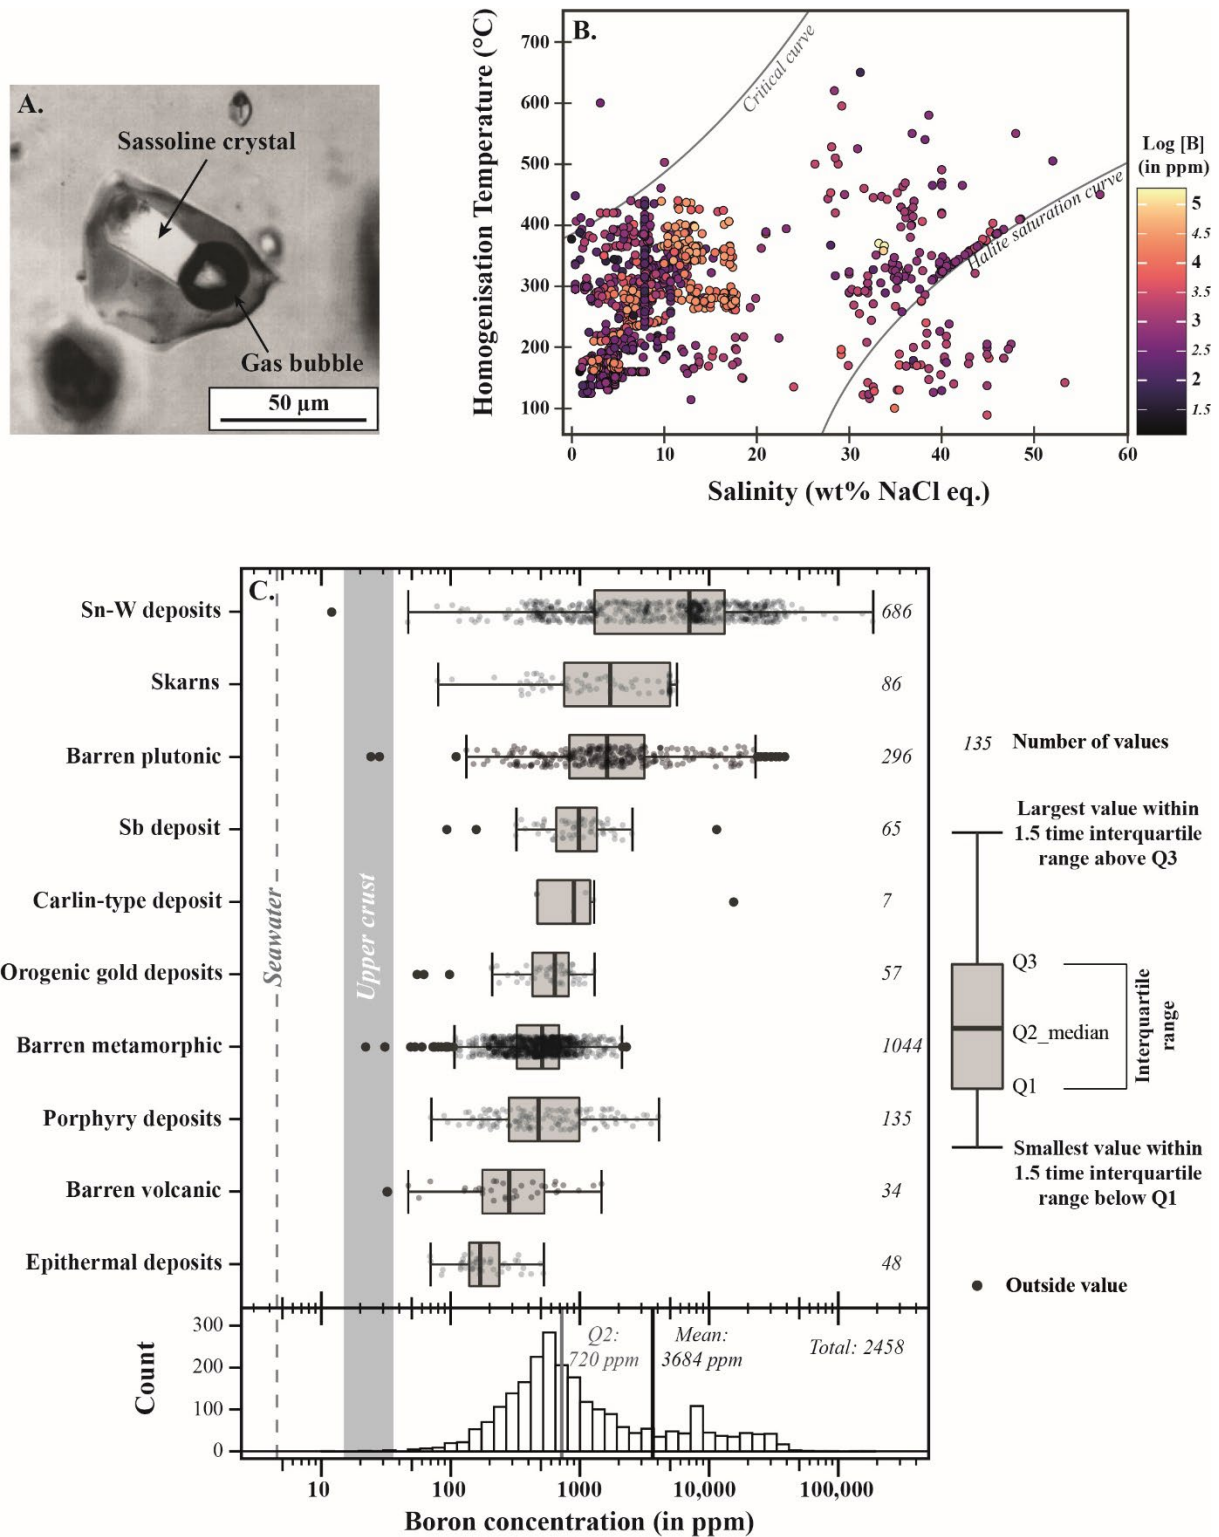 A.
Sassoline crystal
Gas bubble
50 µm
B.
Homogenisation Temperature (°C)
700
600
500
400
300
200
100
0
10
20
30
40
50
60
Salinity (wt% NaCl eq.)
Critical curve
Halite saturation curve
Log [B]
(in ppm)
5
4.5
4
3.5
3
2.5
2
1.5
C.
Sn-W deposits
686
Skarns
86
Barren plutonic
296
Sb deposit
65
Carlin-type deposit
7
Orogenic gold deposits
57
Barren metamorphic
1044
Porphyry deposits
135
Barren volcanic
34
Epithermal deposits
48
Seawater
Upper crust
135 Number of values
Largest value within
1.5 time interquartile
range above Q3
Q3
Q2_median
Q1
Interquartile
range
Smallest value within
1.5 time interquartile
range below Q1
Outside value
Count
300
200
100
0
Q2:
720 ppm
Mean:
3684 ppm
Total: 2458
10
100
1000
10,000
Boron concentration (in ppm)